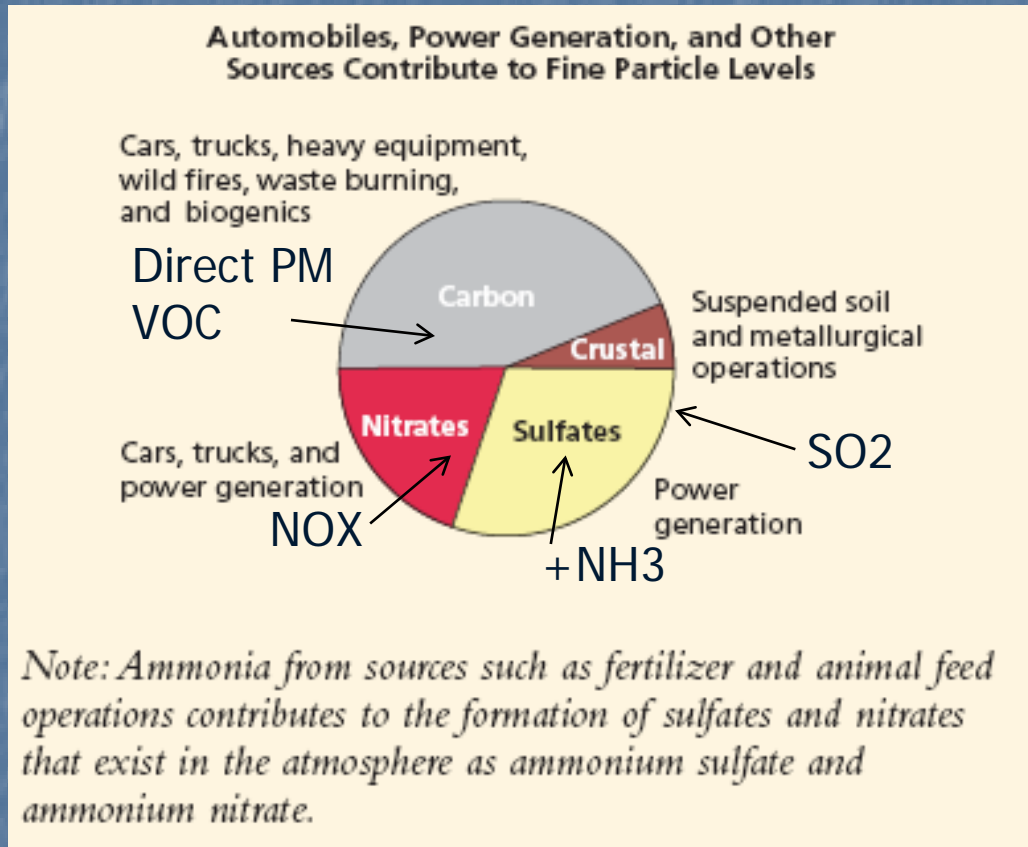 Automobiles, Power Generation, and Other
Sources Contribute to Fine Particle Levels
Cars, trucks, heavy equipment,
wild fires, waste burning,
and biogenics
Direct PM
VOC
Carbon
Suspended soil
and metallurgical
operations
Crustal
Nitrates
Sulfates
SO2
Cars, trucks, and
power generation
NOX
Power
generation
+NH3
Note: Ammonia from sources such as fertilizer and animal feed
operations contributes to the formation of sulfates and nitrates
that exist in the atmosphere as ammonium sulfate and
ammonium nitrate.